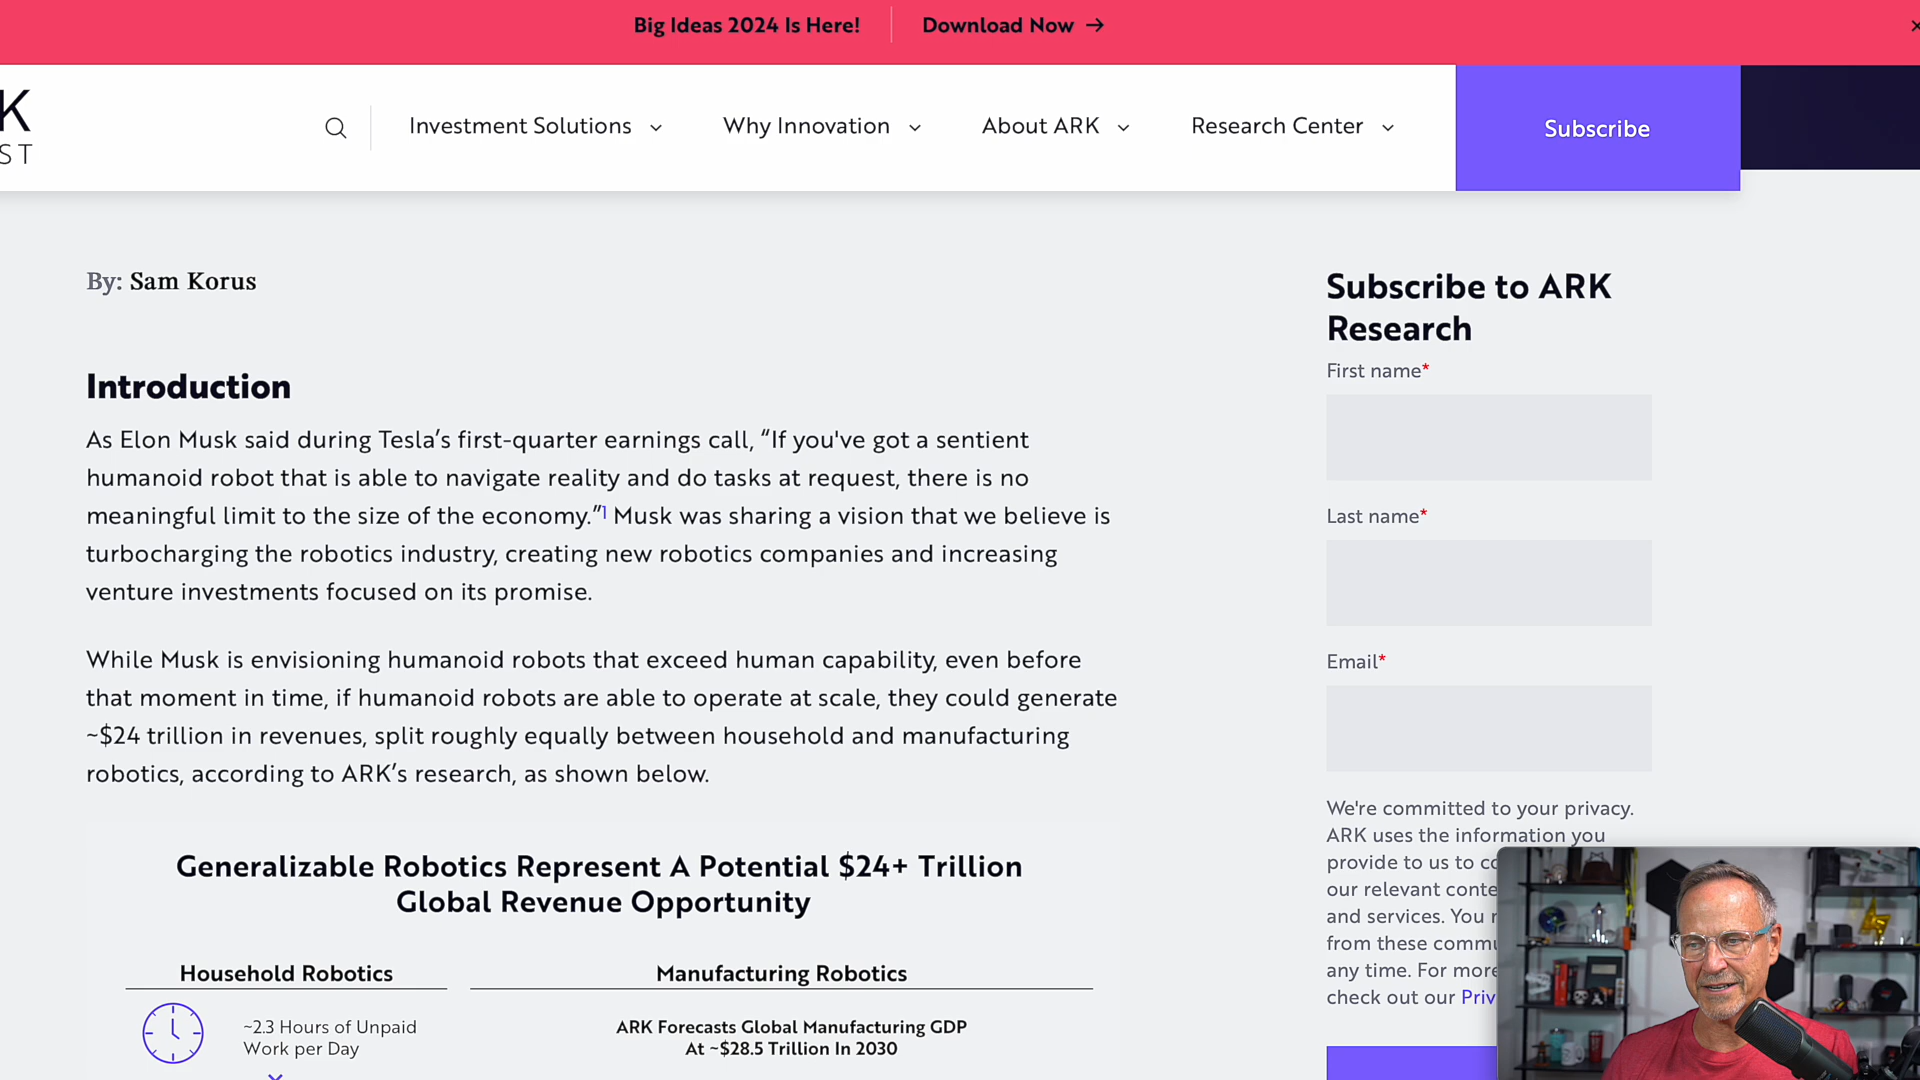 Big Ideas 2024 Is Here!
Download Now →
K
ST
Investment Solutions
Why Innovation
About ARK
Research Center
Subscribe
By: Sam Korus
Introduction
As Elon Musk said during Tesla’s first-quarter earnings call, “If you've got a sentient
humanoid robot that is able to navigate reality and do tasks at request, there is no
meaningful limit to the size of the economy.”1 Musk was sharing a vision that we believe is
turbocharging the robotics industry, creating new robotics companies and increasing
venture investments focused on its promise.
While Musk is envisioning humanoid robots that exceed human capability, even before
that moment in time, if humanoid robots are able to operate at scale, they could generate
~$24 trillion in revenues, split roughly equally between household and manufacturing
robotics, according to ARK’s research, as shown below.
Generalizable Robotics Represent A Potential $24+ Trillion
Global Revenue Opportunity
Household Robotics
~2.3 Hours of Unpaid
Work per Day
Manufacturing Robotics
ARK Forecasts Global Manufacturing GDP
At ~$28.5 Trillion In 2030
Subscribe to ARK
Research
First name*
Last name*
Email*
We're committed to your privacy.
ARK uses the information you
provide to us to co
our relevant conte
and services. You
from these commu
any time. For more
check out our Priv